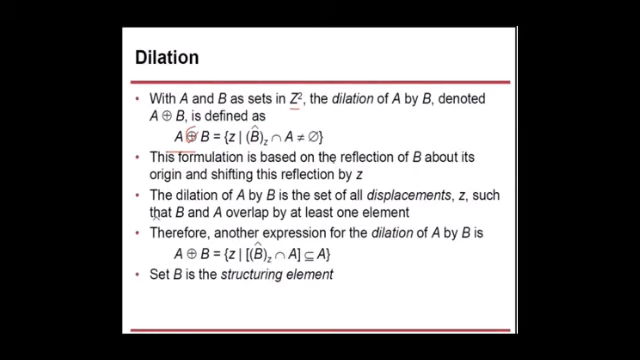 Dilation
• With A and B as sets in Z², the dilation of A by B, denoted
A ⊕ B, is defined as
A ⊕ B = {z | (B̂)z ∩ A ≠ ∅}
• This formulation is based on the reflection of B about its
origin and shifting this reflection by z
• The dilation of A by B is the set of all displacements, z, such
that B and A overlap by at least one element
• Therefore, another expression for the dilation of A by B is
A ⊕ B = {z | [(B̂)z ∩ A] ⊆ A}
• Set B is the structuring element